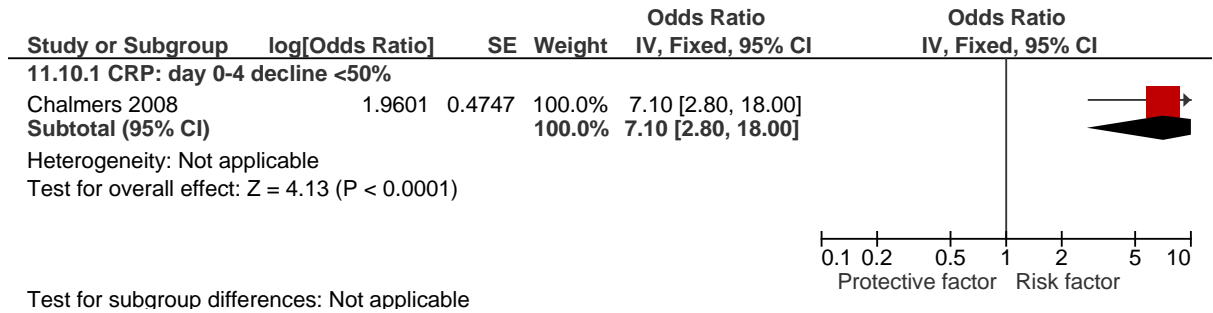 Odds Ratio Odds Ratio
Study or Subgroup log[Odds Ratio] SE Weight IV, Fixed, 95% CI IV, Fixed, 95% CI
11.10.1 CRP: day 0-4 decline <50%
Chalmers 2008 1.9601 0.4747 100.0% 7.10 [2.80, 18.00]
Subtotal (95% CI) 100.0% 7.10 [2.80, 18.00]
Heterogeneity: Not applicable
Test for overall effect: Z = 4.13 (P < 0.0001)
0.1 0.2 0.5 1 2 5 10
Protective factor Risk factor
Test for subgroup differences: Not applicable